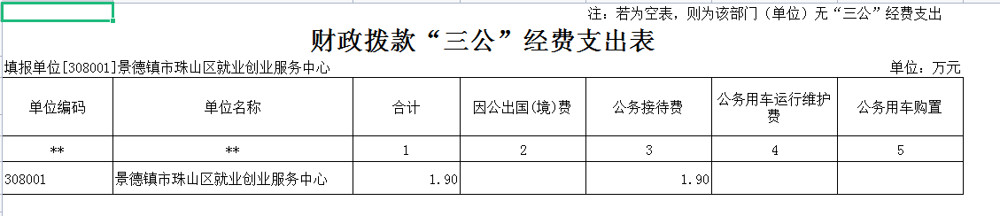 注：若为空表，则为该部门（单位）无“三公”经费支出
财政拨款“三公”经费支出表
填报单位[308001]景德镇市珠山区就业创业服务中心 单位：万元
单位编码 单位名称 合计 因公出国(境)费 公务接待费 公务用车运行维护费 公务用车购置
** ** 1 2 3 4 5
308001 景德镇市珠山区就业创业服务中心 1.90 1.90